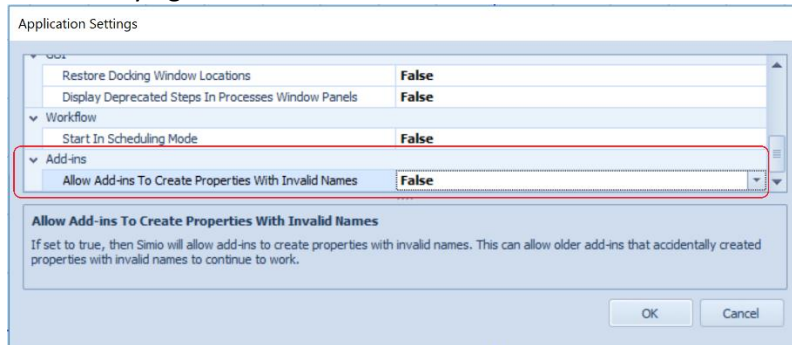 Application Settings
GUI
Restore Docking Window Locations False
Display Deprecated Steps In Processes Window Panels False
Workflow
Start In Scheduling Mode False
Add-ins
Allow Add-ins To Create Properties With Invalid Names False
Allow Add-ins To Create Properties With Invalid Names
If set to true, then Simio will allow add-ins to create properties with invalid names. This can allow older add-ins that accidentally created
properties with invalid names to continue to work.
OK Cancel